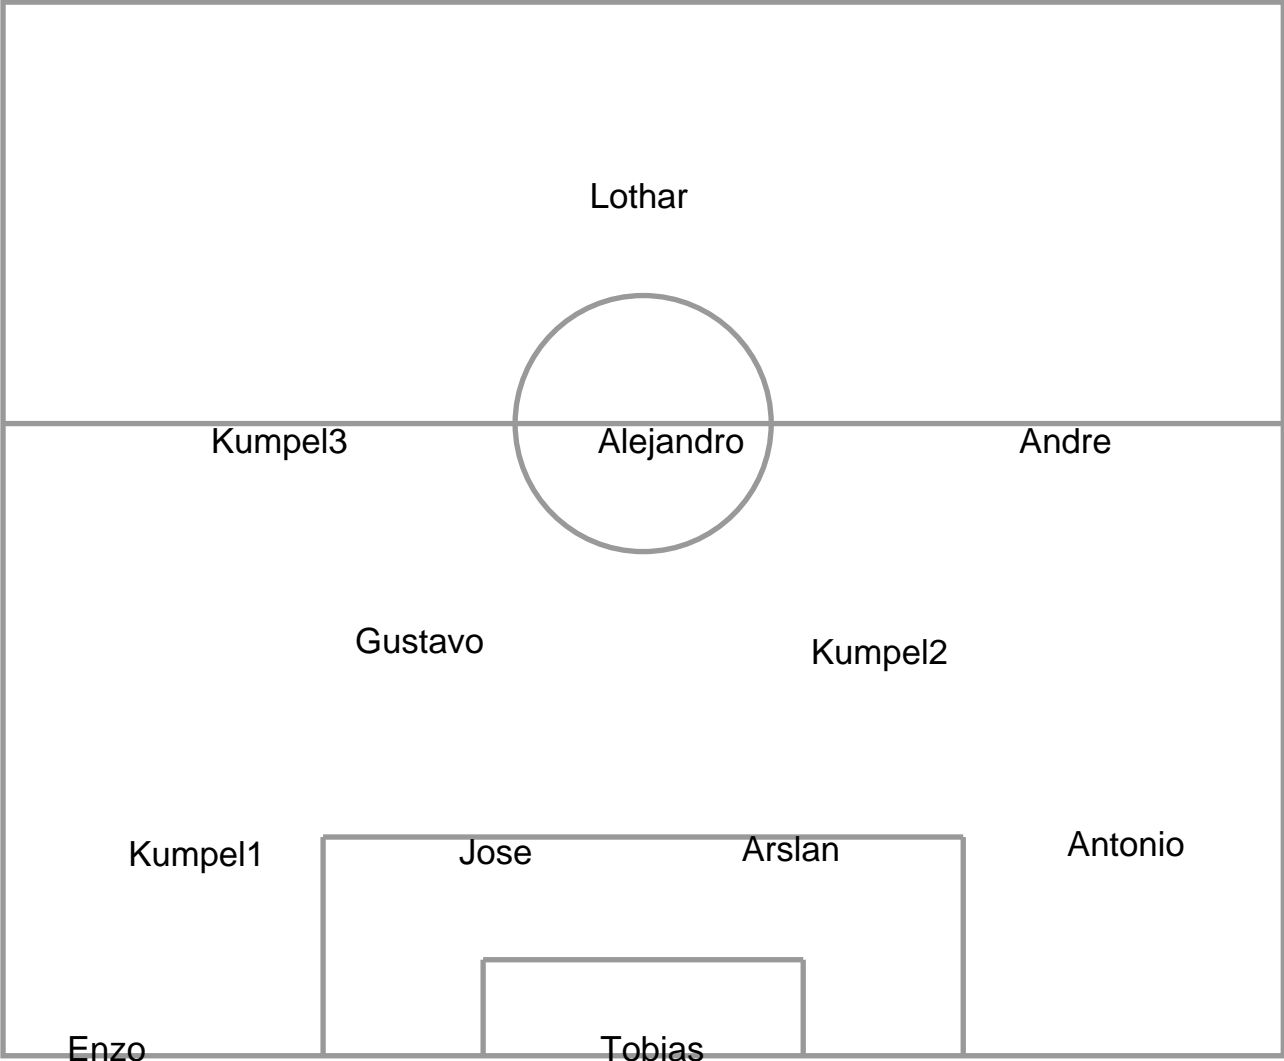 Lothar
Kumpel3 Alejandro Andre
Gustavo Kumpel2
Kumpel1 Jose Arslan Antonio
Enzo Tobias